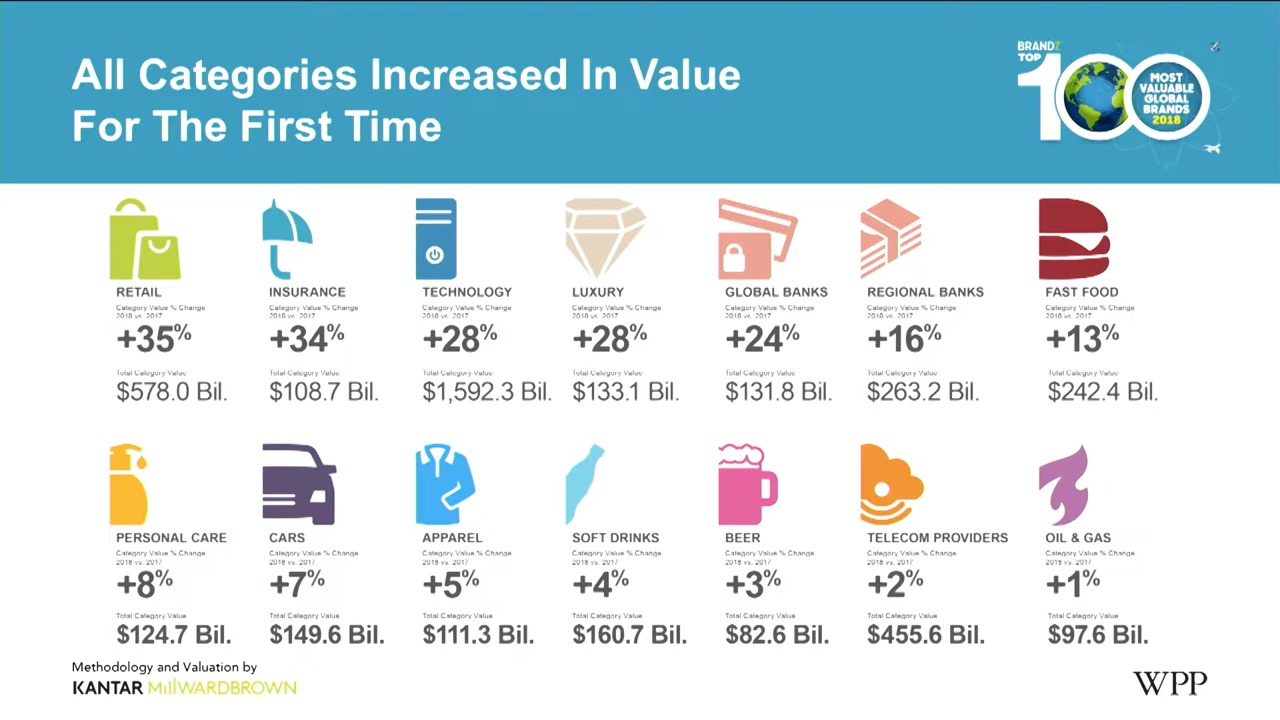 All Categories Increased In Value
For The First Time
BRANDZ
TOP
100
MOST
VALUABLE
GLOBAL
BRANDS
2018
RETAIL
Category Value % Change
2018 vs. 2017
+35%
Total Category Value
$578.0 Bil.
INSURANCE
Category Value % Change
2018 vs. 2017
+34%
Total Category Value
$108.7 Bil.
TECHNOLOGY
Category Value % Change
2018 vs. 2017
+28%
Total Category Value
$1,592.3 Bil.
LUXURY
Category Value % Change
2018 vs. 2017
+28%
Total Category Value
$133.1 Bil.
GLOBAL BANKS
Category Value % Change
2018 vs. 2017
+24%
Total Category Value
$131.8 Bil.
REGIONAL BANKS
Category Value % Change
2018 vs. 2017
+16%
Total Category Value
$263.2 Bil.
FAST FOOD
Category Value % Change
2018 vs. 2017
+13%
Total Category Value
$242.4 Bil.
PERSONAL CARE
Category Value % Change
2018 vs. 2017
+8%
Total Category Value
$124.7 Bil.
CARS
Category Value % Change
2018 vs. 2017
+7%
Total Category Value
$149.6 Bil.
APPAREL
Category Value % Change
2018 vs. 2017
+5%
Total Category Value
$111.3 Bil.
SOFT DRINKS
Category Value % Change
2018 vs. 2017
+4%
Total Category Value
$160.7 Bil.
BEER
Category Value % Change
2018 vs. 2017
+3%
Total Category Value
$82.6 Bil.
TELECOM PROVIDERS
Category Value % Change
2018 vs. 2017
+2%
Total Category Value
$455.6 Bil.
OIL & GAS
Category Value % Change
2018 vs. 2017
+1%
Total Category Value
$97.6 Bil.
Methodology and Valuation by
KANTAR MillWARDBROWN
WPP